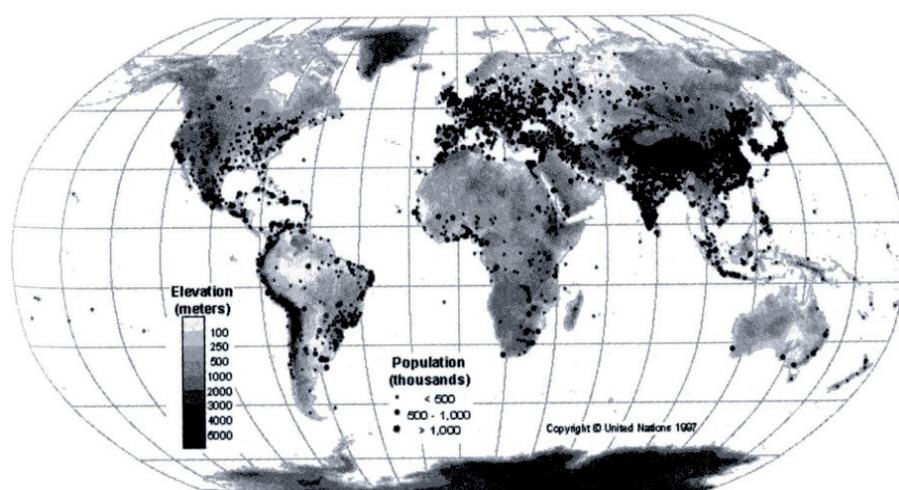 Elevation
(meters)
100
250
500
1000
2000
3000
4000
5000
Population
(thousands)
< 500
500 - 1,000
> 1,000
Copyright © United Nations 1997